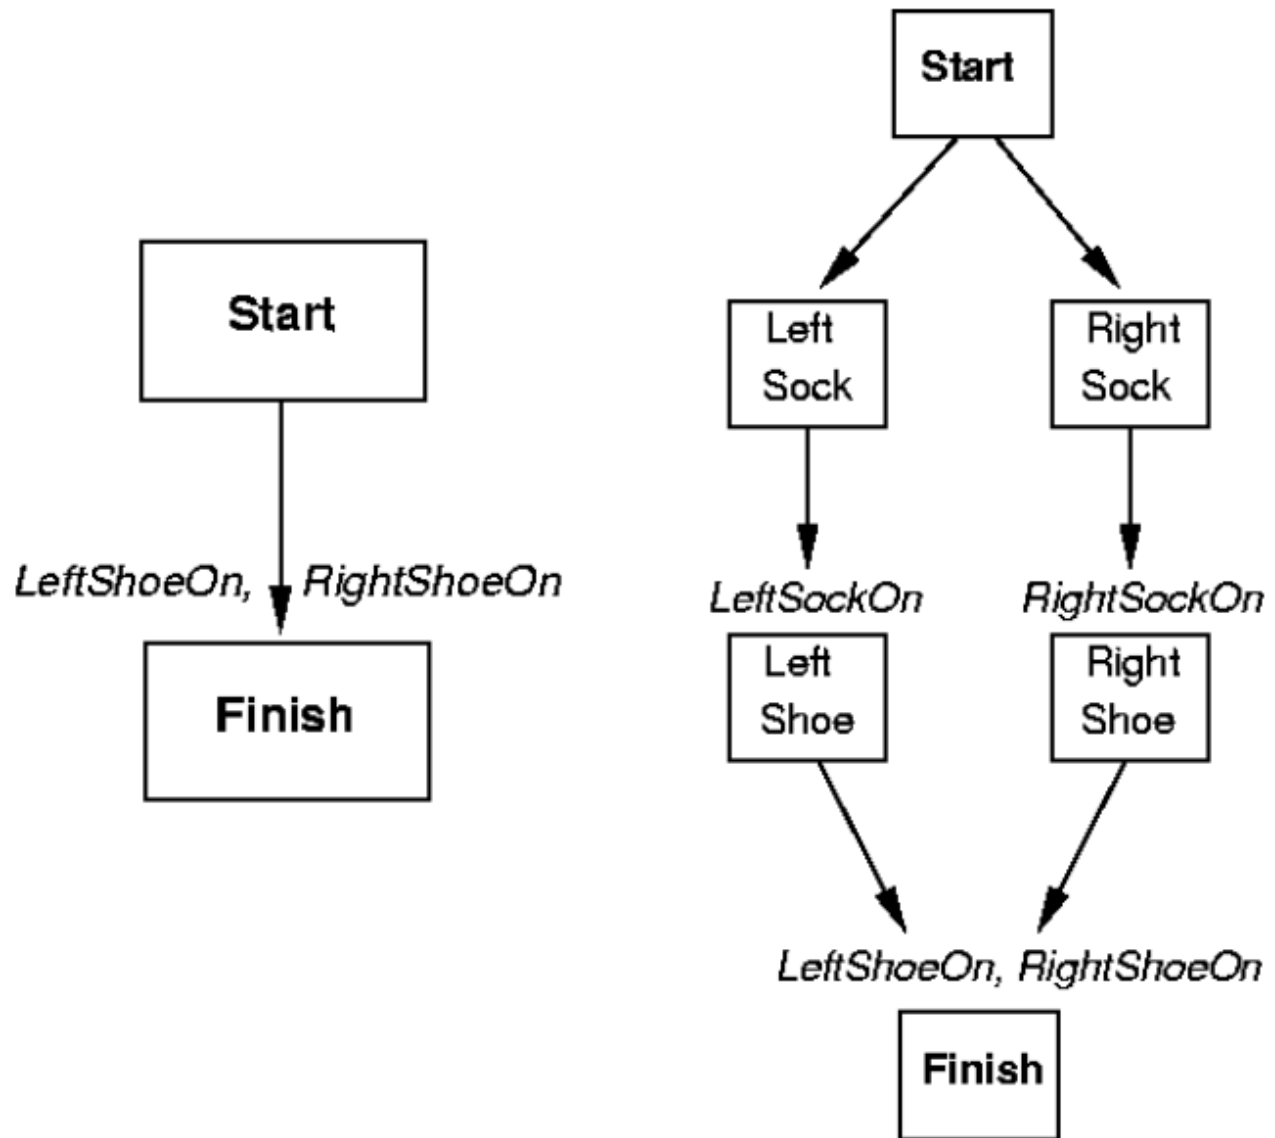 Start
LeftShoeOn, RightShoeOn
Finish
Start
Left
Sock
Right
Sock
LeftSockOn
RightSockOn
Left
Shoe
Right
Shoe
LeftShoeOn, RightShoeOn
Finish